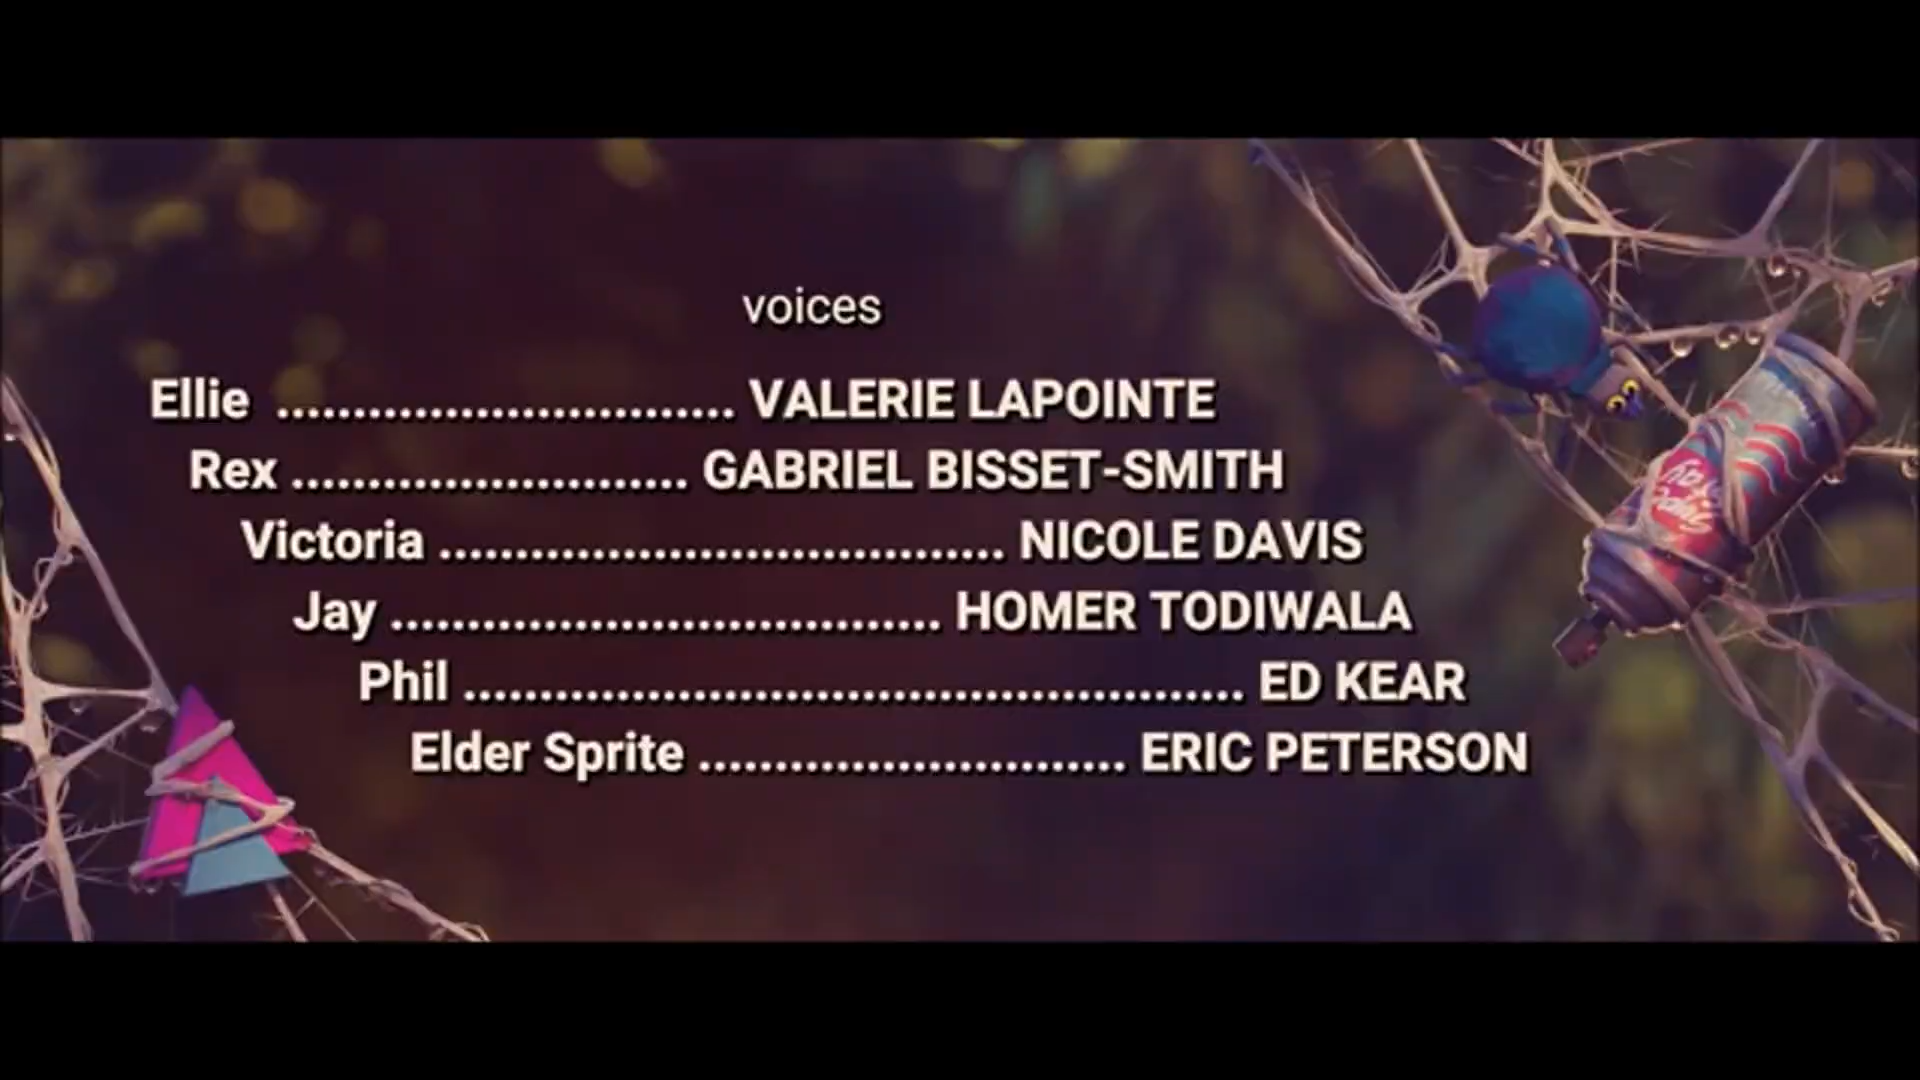 voices
Ellie .............................. VALERIE LAPOINTE
Rex .......................... GABRIEL BISSET-SMITH
Victoria ..................................... NICOLE DAVIS
Jay .................................... HOMER TODIWALA
Phil ................................................... ED KEAR
Elder Sprite ............................ ERIC PETERSON